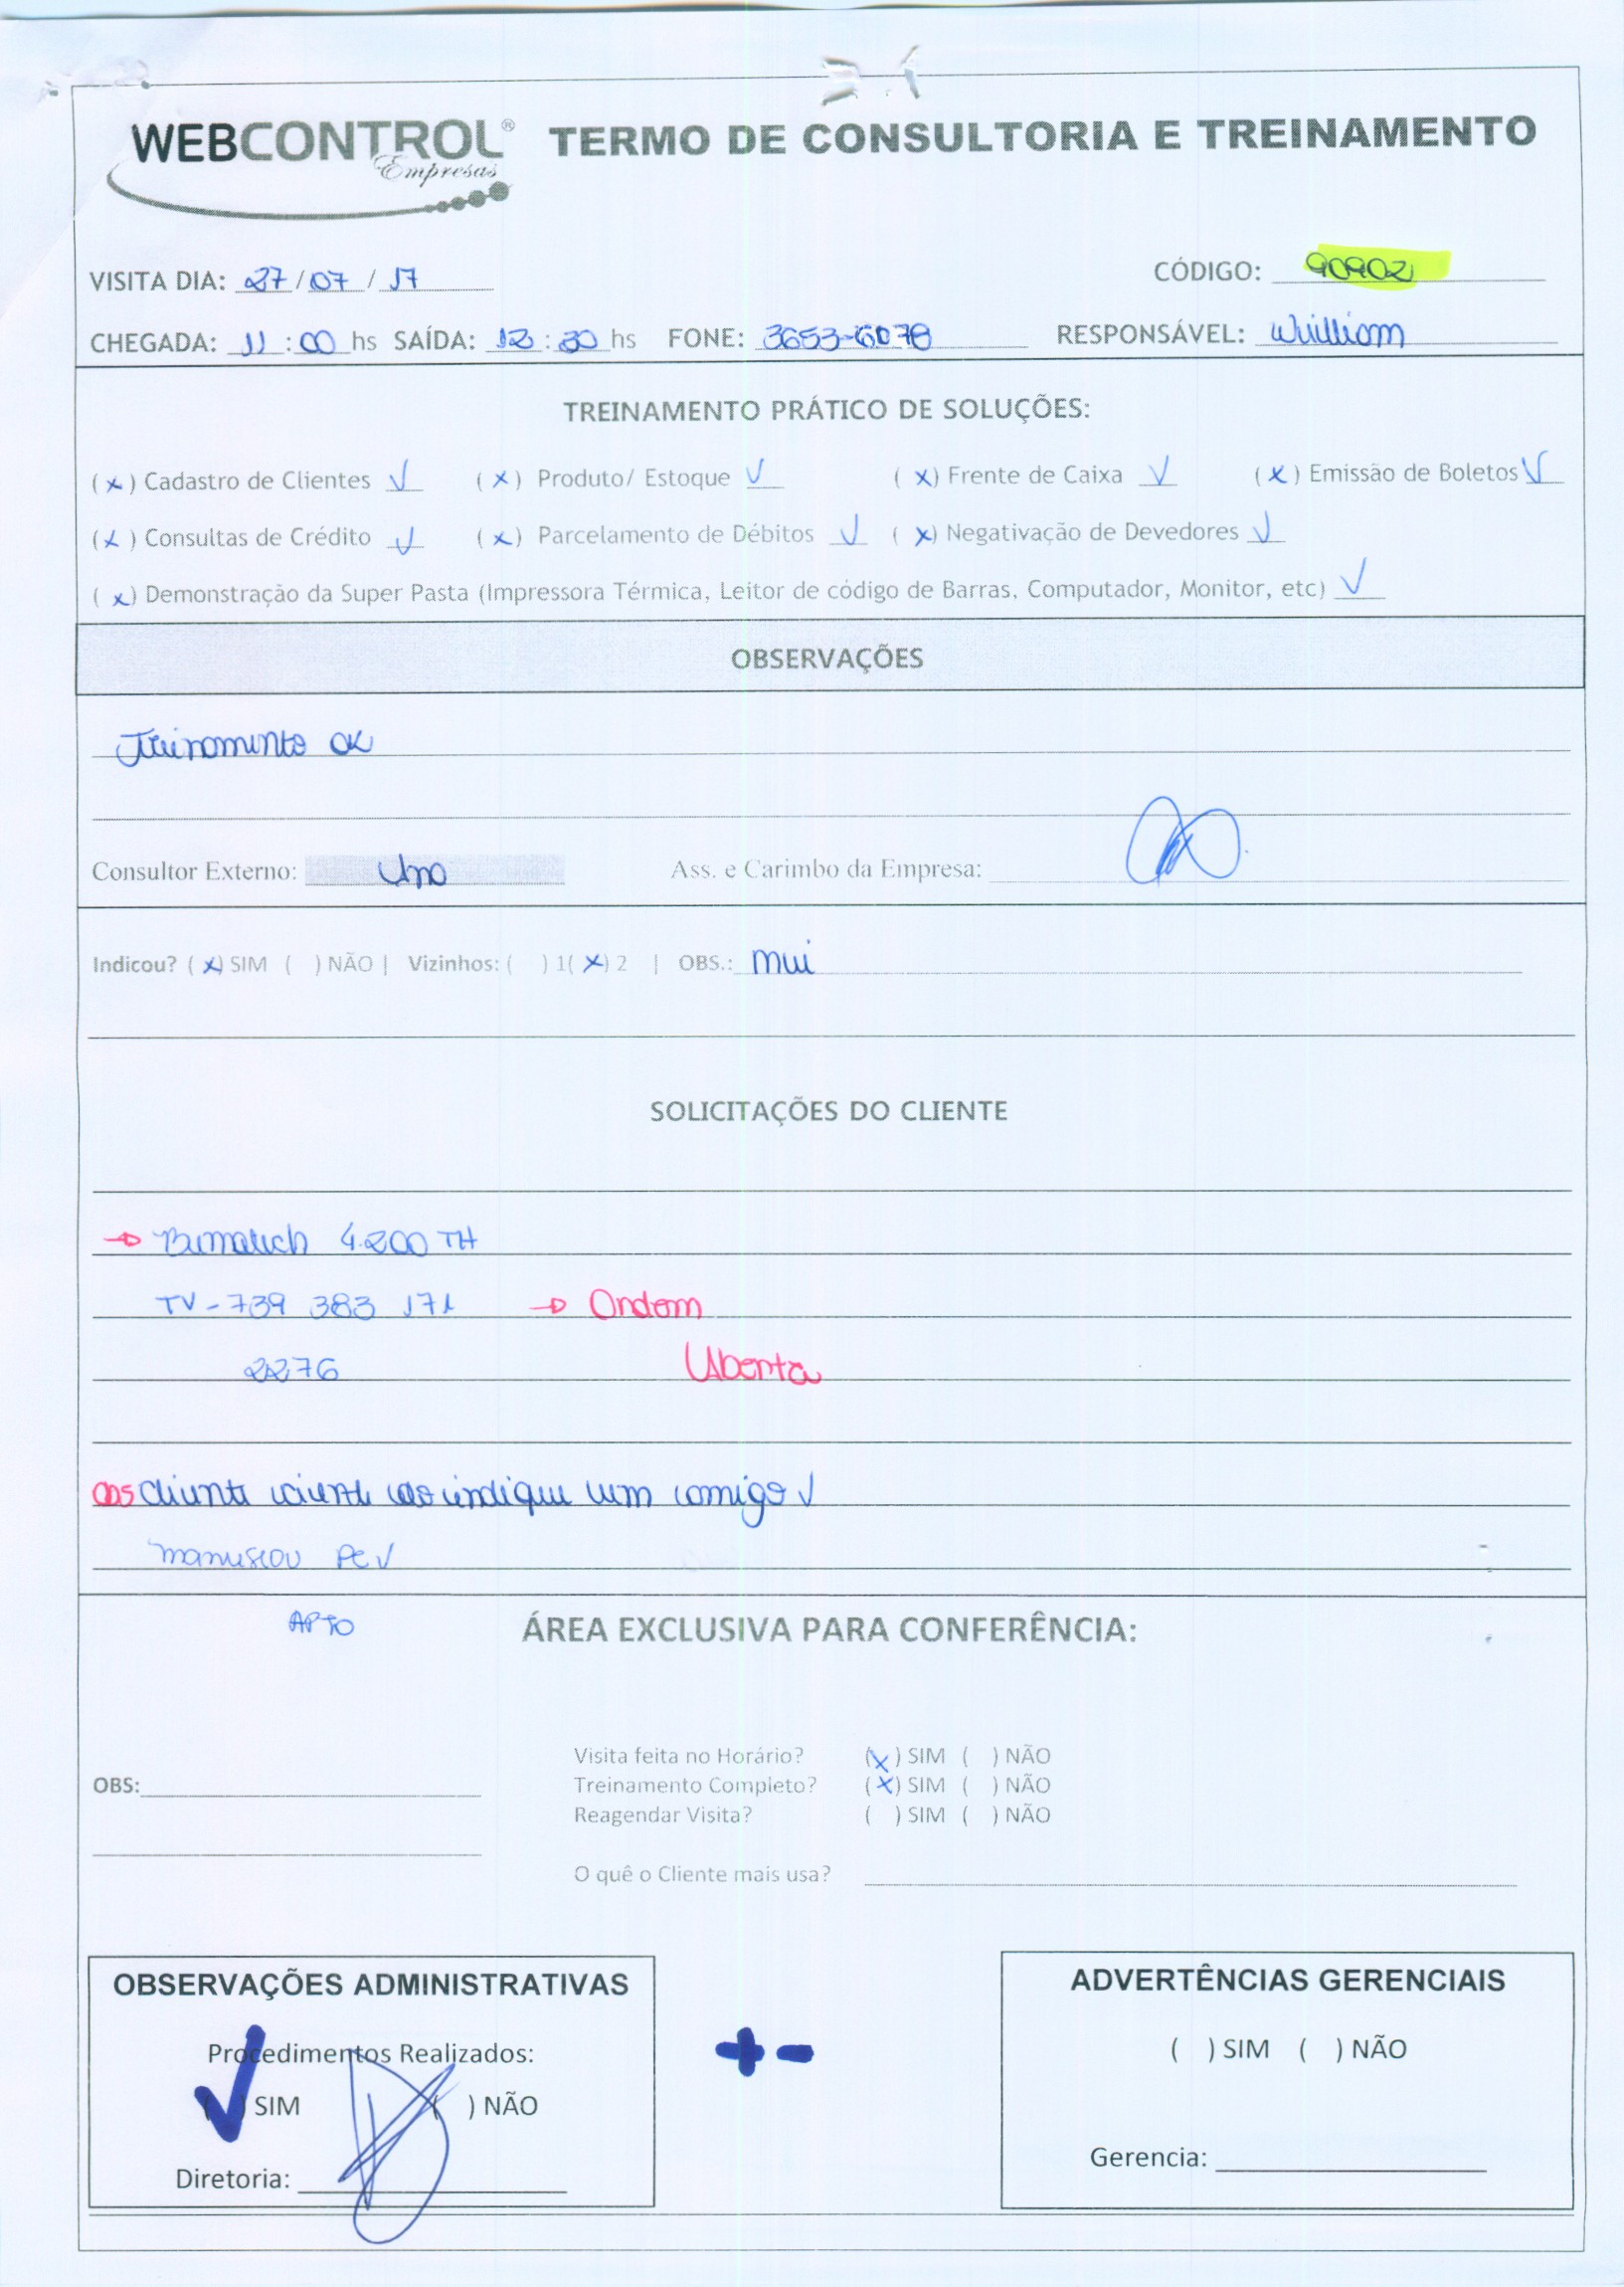 WEBCONTROL® Empresas TERMO DE CONSULTORIA E TREINAMENTO
VISITA DIA: 27/07/17 CÓDIGO: 90902
CHEGADA: 11:00 hs SAÍDA: 12:30 hs FONE: 3653-6078 RESPONSÁVEL: William
TREINAMENTO PRÁTICO DE SOLUÇÕES:
(x) Cadastro de Clientes √ (x) Produto/ Estoque √ (x) Frente de Caixa √ (x) Emissão de Boletos √
(x) Consultas de Crédito √ (x) Parcelamento de Débitos √ (x) Negativação de Devedores √
(x) Demonstração da Super Pasta (Impressora Térmica, Leitor de código de Barras, Computador, Monitor, etc) √
OBSERVAÇÕES
Treinamento ok
Consultor Externo: Ass. e Carimbo da Empresa:
Indicou? (x) SIM ( ) NÃO | Vizinhos: ( ) 1 (x) 2 | OBS.:
SOLICITAÇÕES DO CLIENTE
→ Bematech 4.200 TH
TV-739 383 171 → Ordem
2276 Aberta
obs cliente ciente do indique um amigo √
PC √
APTO ÁREA EXCLUSIVA PARA CONFERÊNCIA:
Visita feita no Horário? (x) SIM ( ) NÃO
OBS: Treinamento Completo? (x) SIM ( ) NÃO
Reagendar Visita? ( ) SIM ( ) NÃO
O quê o Cliente mais usa?
OBSERVAÇÕES ADMINISTRATIVAS
Procedimentos Realizados:
(√) SIM ( ) NÃO
Diretoria:
+ -
ADVERTÊNCIAS GERENCIAIS
( ) SIM ( ) NÃO
Gerencia: